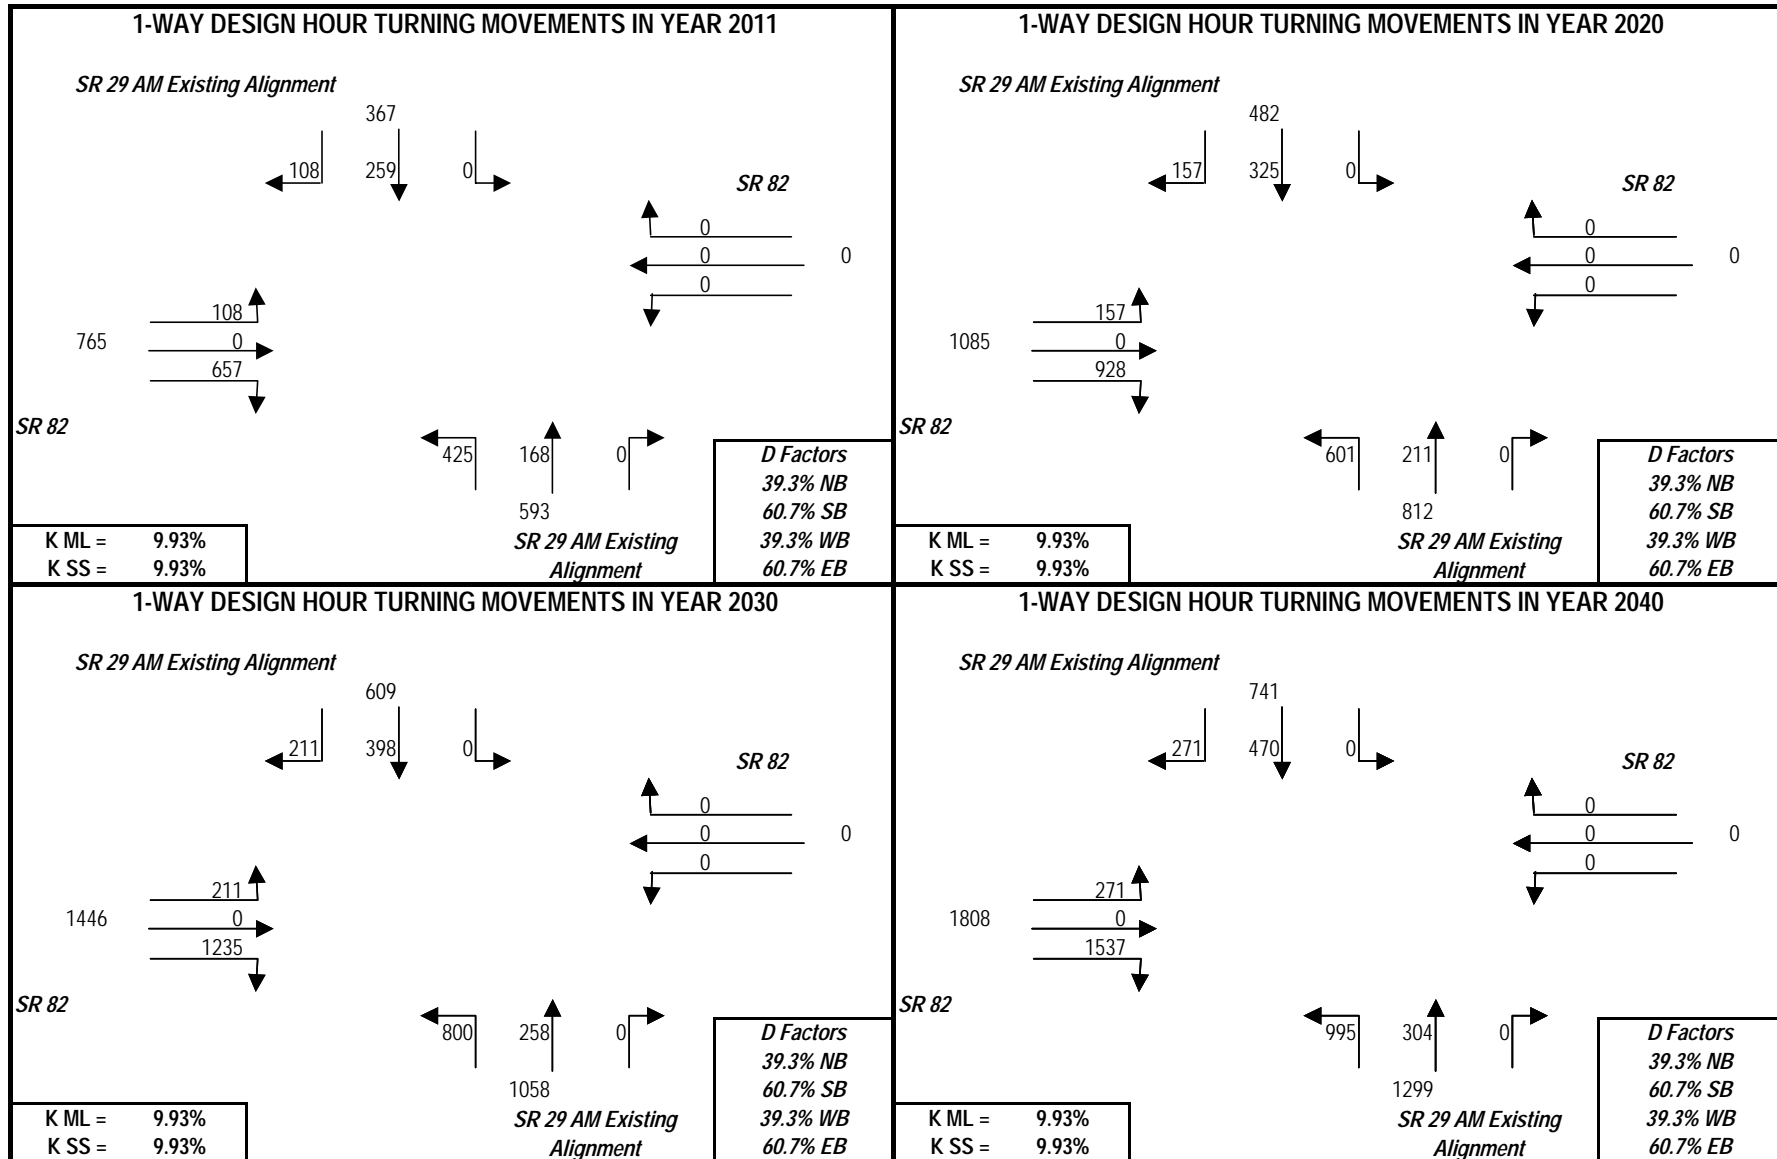 1-WAY DESIGN HOUR TURNING MOVEMENTS IN YEAR 2011
SR 29 AM Existing Alignment
367
108 259 0
SR 82
0
0 0
0
108
765 0
657
SR 82
425 168 0
593
SR 29 AM Existing
Alignment
D Factors
39.3% NB
60.7% SB
39.3% WB
60.7% EB
K ML = 9.93%
K SS = 9.93%
1-WAY DESIGN HOUR TURNING MOVEMENTS IN YEAR 2020
SR 29 AM Existing Alignment
482
157 325 0
SR 82
0
0 0
0
157
1085 0
928
SR 82
601 211 0
812
SR 29 AM Existing
Alignment
D Factors
39.3% NB
60.7% SB
39.3% WB
60.7% EB
K ML = 9.93%
K SS = 9.93%
1-WAY DESIGN HOUR TURNING MOVEMENTS IN YEAR 2030
SR 29 AM Existing Alignment
609
211 398 0
SR 82
0
0 0
0
211
1446 0
1235
SR 82
800 258 0
1058
SR 29 AM Existing
Alignment
D Factors
39.3% NB
60.7% SB
39.3% WB
60.7% EB
K ML = 9.93%
K SS = 9.93%
1-WAY DESIGN HOUR TURNING MOVEMENTS IN YEAR 2040
SR 29 AM Existing Alignment
741
271 470 0
SR 82
0
0 0
0
271
1808 0
1537
SR 82
995 304 0
1299
SR 29 AM Existing
Alignment
D Factors
39.3% NB
60.7% SB
39.3% WB
60.7% EB
K ML = 9.93%
K SS = 9.93%